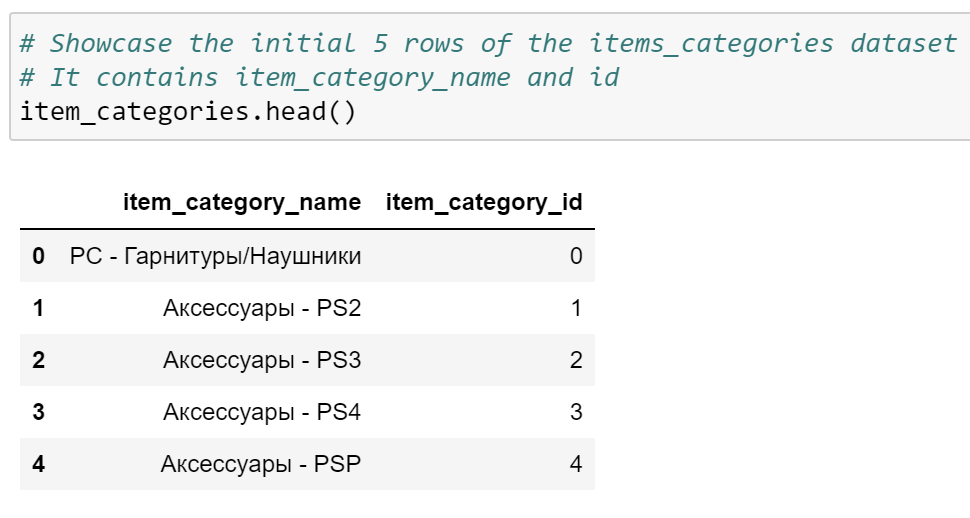 # Showcase the initial 5 rows of the items_categories dataset
# It contains item_category_name and id
item_categories.head()
item_category_name item_category_id
0 PC - Гарнитуры/Наушники 0
1 Аксессуары - PS2 1
2 Аксессуары - PS3 2
3 Аксессуары - PS4 3
4 Аксессуары - PSP 4